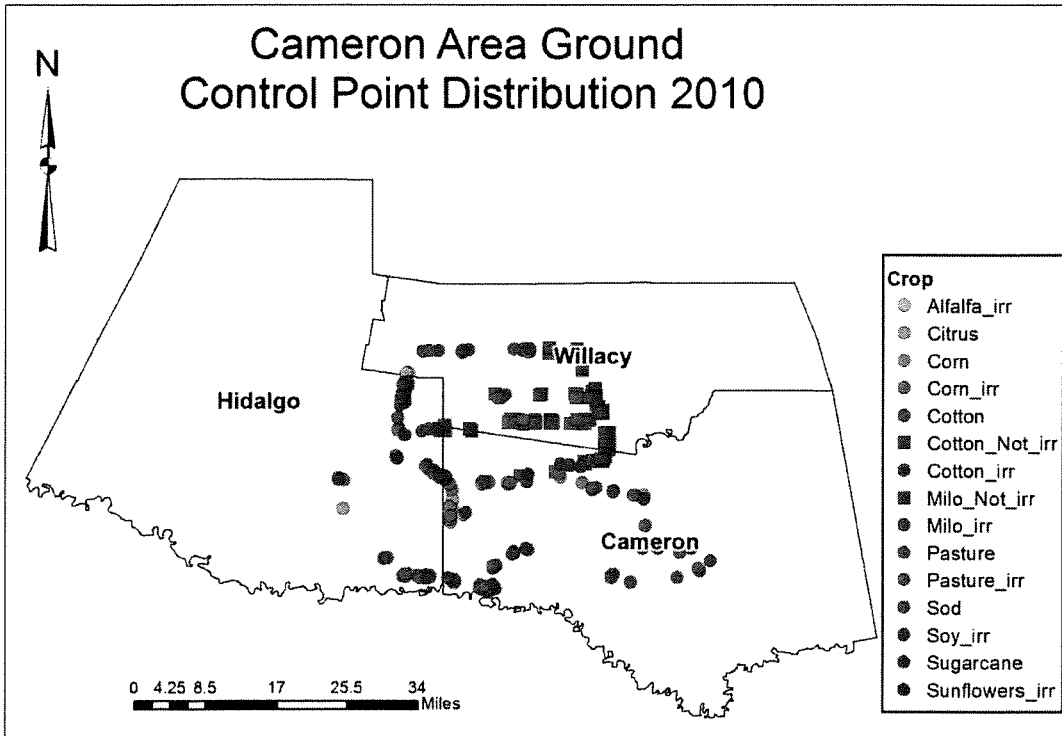 Cameron Area Ground
Control Point Distribution 2010
N
Willacy
Hidalgo
Cameron
Crop
Alfalfa_irr
Citrus
Corn
Corn_irr
Cotton
Cotton_Not_irr
Cotton_irr
Milo_Not_irr
Milo_irr
Pasture
Pasture_irr
Sod
Soy_irr
Sugarcane
Sunflowers_irr
0 4.25 8.5 17 25.5 34
Miles